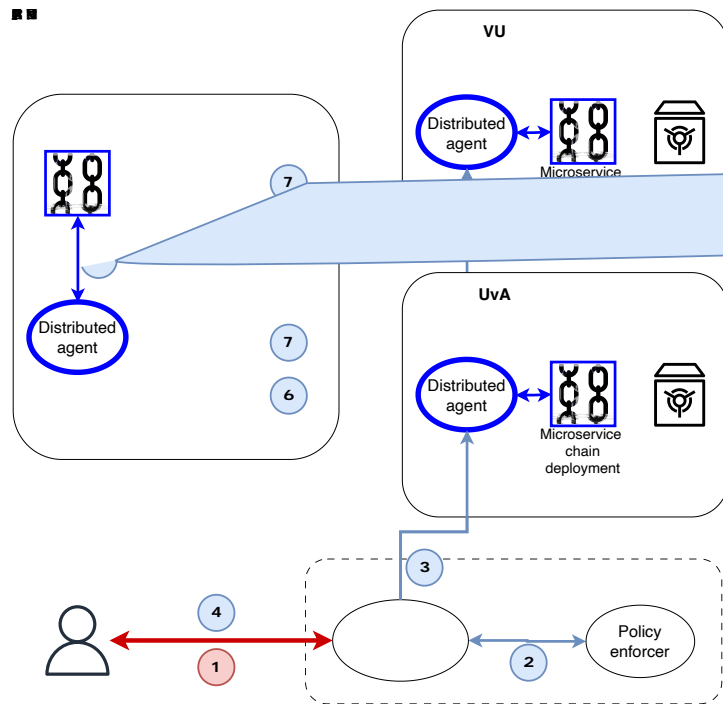 VU
Distributed
agent
Microservice
7
UvA
Distributed
agent
7
6
Distributed
agent
Microservice
chain
deployment
3
4
1
2
Policy
enforcer